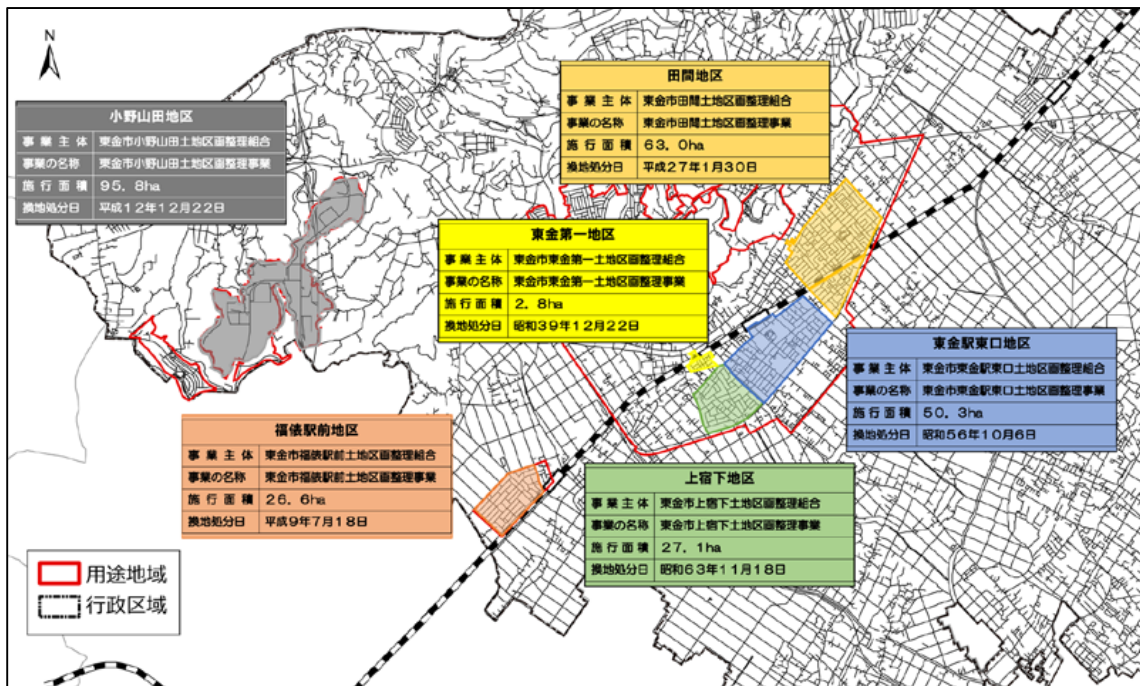 N
小野山田地区
事業主体 東金市小野山田土地区画整理組合
事業の名称 東金市小野山田土地区画整理事業
施行面積 95．8ha
換地処分日 平成12年12月22日
田間地区
事業主体 東金市田間土地区画整理組合
事業の名称 東金市田間土地区画整理事業
施行面積 63．0ha
換地処分日 平成27年1月30日
東金第一地区
事業主体 東金市東金第一土地区画整理組合
事業の名称 東金市東金第一土地区画整理事業
施行面積 2．8ha
換地処分日 昭和39年12月22日
東金駅東口地区
事業主体 東金市東金駅東口土地区画整理組合
事業の名称 東金市東金駅東口土地区画整理事業
施行面積 50．3ha
換地処分日 昭和56年10月6日
福俵駅前地区
事業主体 東金市福俵駅前土地区画整理組合
事業の名称 東金市福俵駅前土地区画整理事業
施行面積 26．6ha
換地処分日 平成9年7月18日
上宿下地区
事業主体 東金市上宿下土地区画整理組合
事業の名称 東金市上宿下土地区画整理事業
施行面積 27．1ha
換地処分日 昭和63年11月18日
用途地域
行政区域